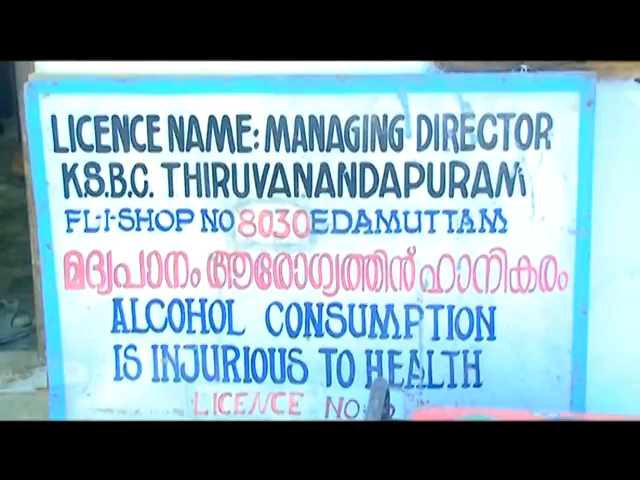 LICENCE NAME: MANAGING DIRECTOR
K.S.B.C. THIRUVANANDAPURAM
FL1-SHOP NO 8030 EDAMUTTAM
മദ്യപാനം ആരോഗ്യത്തിന് ഹാനികരം
ALCOHOL CONSUMPTION
IS INJURIOUS TO HEALTH
LICENCE NO